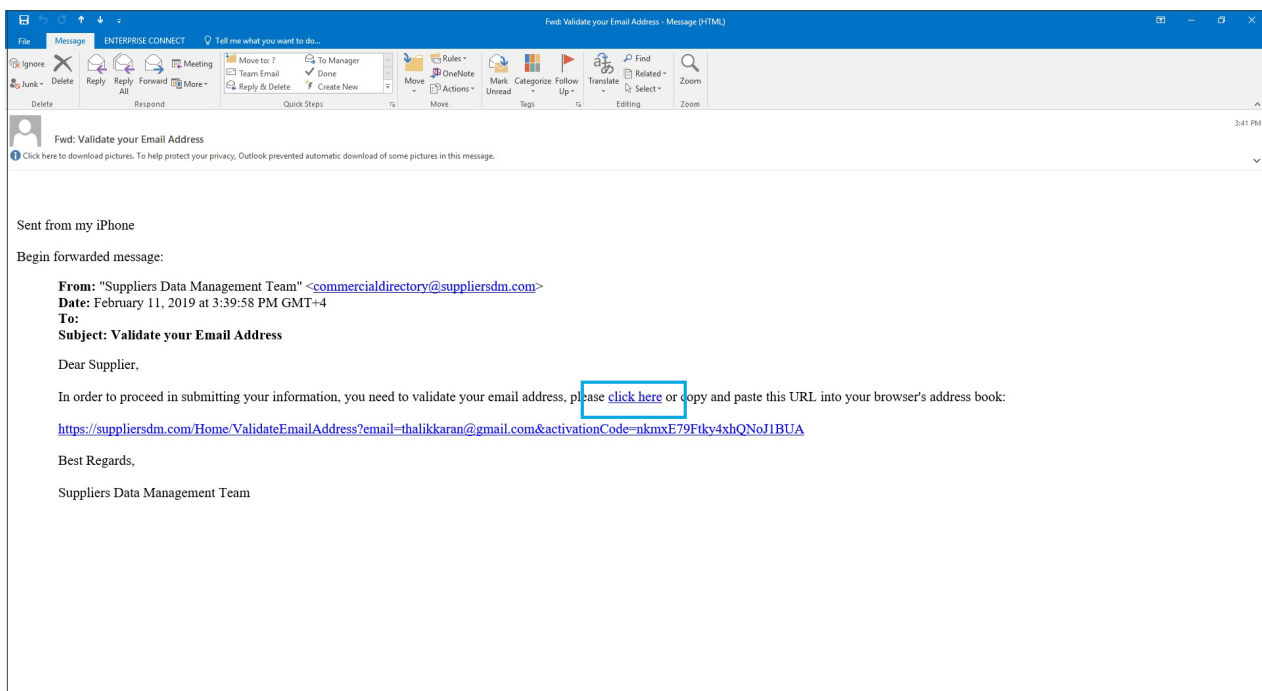 Fwd: Validate your Email Address - Message (HTML)
File Message ENTERPRISE CONNECT Tell me what you want to do...
Ignore
Junk
Delete
Reply
Reply All
Forward
Meeting
More
Move to: ?
Team Email
Reply & Delete
To Manager
Done
Create New
Move
Rules
OneNote
Actions
Mark Unread
Categorize
Follow Up
Translate
Find
Related
Select
Zoom
Delete Respond Quick Steps Move Tags Editing Zoom
3:41 PM
Fwd: Validate your Email Address
Click here to download pictures. To help protect your privacy, Outlook prevented automatic download of some pictures in this message.
Sent from my iPhone
Begin forwarded message:
From: "Suppliers Data Management Team" <commercialdirectory@suppliersdm.com>
Date: February 11, 2019 at 3:39:58 PM GMT+4
To:
Subject: Validate your Email Address
Dear Supplier,
In order to proceed in submitting your information, you need to validate your email address, please click here or copy and paste this URL into your browser's address book:
https://suppliersdm.com/Home/ValidateEmailAddress?email=thalikkaran@gmail.com&activationCode=nkmxE79Ftky4xhQNoJ1BUA
Best Regards,
Suppliers Data Management Team